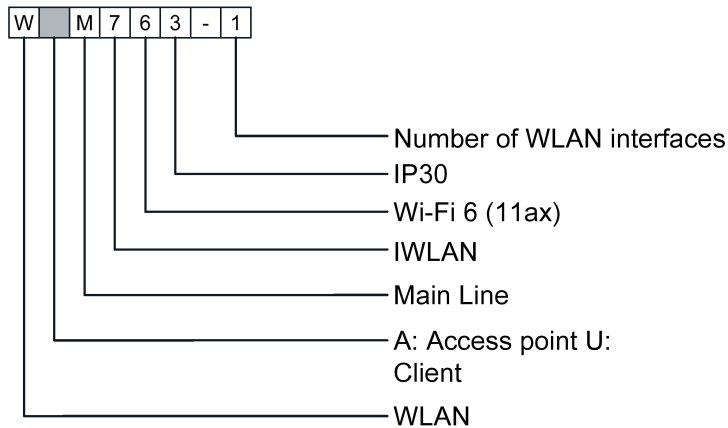 W M 7 6 3 - 1
Number of WLAN interfaces
IP30
Wi-Fi 6 (11ax)
IWLAN
Main Line
A: Access point U:
Client
WLAN